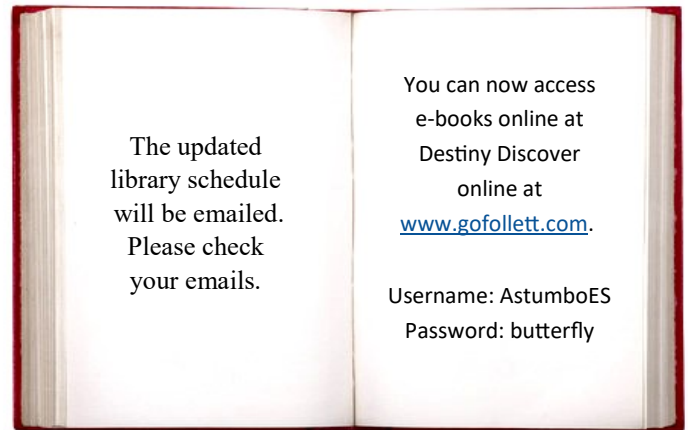 The updated
library schedule
will be emailed.
Please check
your emails.
You can now access
e-books online at
Destiny Discover
online at
www.gofollett.com.
Username: AstumboES
Password: butterfly